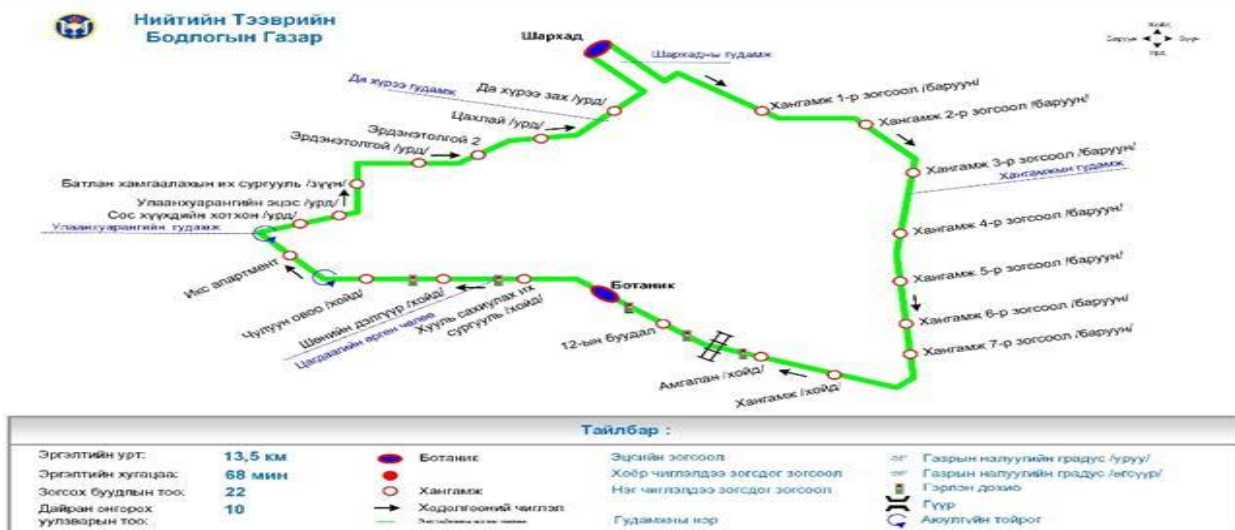 Нийтийн Тээврийн
Бодлогын Газар
Шархад
Шархадны гудамж
Да хүрээ гудамж
Да хүрээ зах /урд/
Цахлай /урд/
Эрдэнэтолгой 2
Эрдэнэтолгой /урд/
Батлан хамгаалахын их сургууль /зүүн/
Улаанхуарангийн эцэс /урд/
Сос хүүхдийн хотхон /урд/
Улаанхуарангийн гудамж
Икс апартмент
Чулуун овоо /хойд/
Шөнийн дэлгүүр /хойд/
Цагдаагийн өргөн чөлөө
Хууль сахиулах их
сургууль /хойд/
Ботаник
12-ын буудал
Амгалан /хойд/
Хангамж /хойд/
Хангамж 1-р зогсоол /баруун/
Хангамж 2-р зогсоол /баруун/
Хангамж 3-р зогсоол /баруун/
Хангамжын гудамж
Хангамж 4-р зогсоол /баруун/
Хангамж 5-р зогсоол /баруун/
Хангамж 6-р зогсоол /баруун/
Хангамж 7-р зогсоол /баруун/
Тайлбар :
Эргэлтийн урт: 13,5 км
Эргэлтийн хугацаа: 68 мин
Зогсох буудлын тоо: 22
Дайран өнгөрөх
уулзварын тоо: 10
Ботаник
Хангамж
Хөдөлгөөний чиглэл
Эцсийн зогсоол
Хоёр чиглэлдээ зогсдог зогсоол
Нэг чиглэлдээ зогсдог зогсоол
Гудамжны нэр
Газрын налуугийн градус /уруу/
Газрын налуугийн градус /өгсүүр/
Гэрлэн дохио
Гүүр
Аюулгүйн тойрог